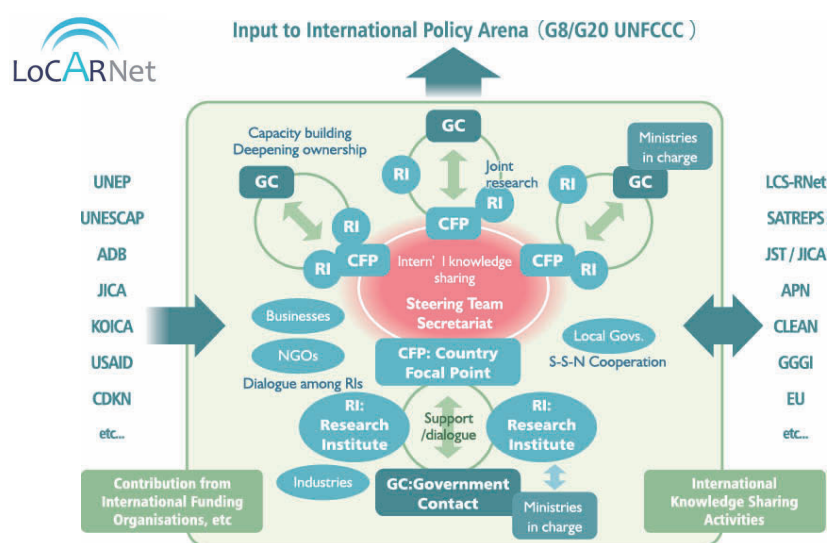 LoCARNet
Input to International Policy Arena (G8/G20 UNFCCC )
Capacity building
Deepening ownership
GC
RI
RI
CFP
GC
RI
RI
CFP
Joint
research
Ministries
in charge
GC
RI
RI
CFP
Intern' l knowledge
sharing
Steering Team
Secretariat
UNEP
UNESCAP
ADB
JICA
KOICA
USAID
CDKN
etc...
LCS-RNet
SATREPS
JST / JICA
APN
CLEAN
GGGI
EU
etc...
Businesses
NGOs
Dialogue among RIs
Local Govs.
S-S-N Cooperation
CFP: Country
Focal Point
RI:
Research
Institute
Support
/dialogue
RI:
Research
Institute
Industries
GC:Government
Contact
Ministries
in charge
Contribution from
International Funding
Organisations, etc
International
Knowledge Sharing
Activities